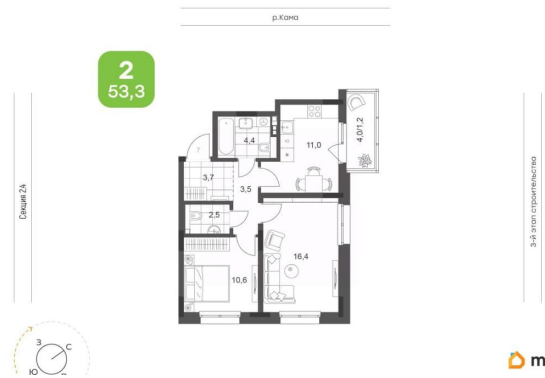 р.Кама
2
53,3
4,4
11,0
4,0/1,2
3,7
3,5
2,5
16,4
10,6
Секция 24
3-й этап строительства
З
С
Ю
В
m